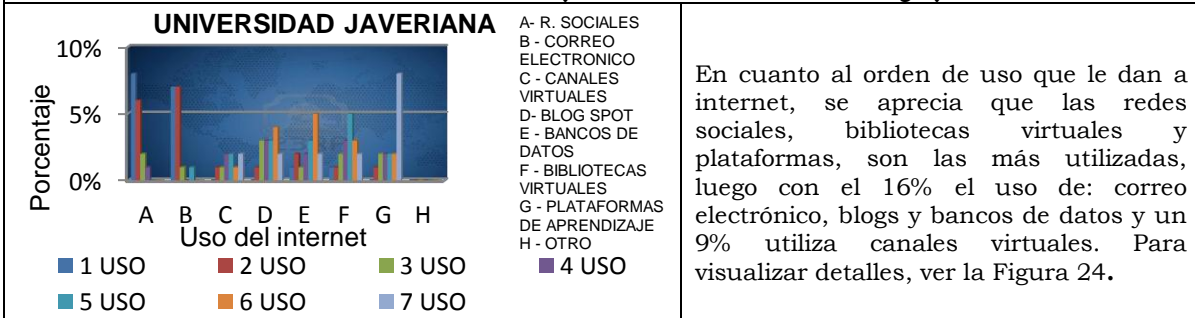 UNIVERSIDAD JAVERIANA
10%
5%
0%
Porcentaje
A B C D E F G H
Uso del internet
1 USO 2 USO 3 USO 4 USO
5 USO 6 USO 7 USO
A- R. SOCIALES
B - CORREO
ELECTRONICO
C - CANALES
VIRTUALES
D- BLOG SPOT
E - BANCOS DE
DATOS
F - BIBLIOTECAS
VIRTUALES
G - PLATAFORMAS
DE APRENDIZAJE
H - OTRO
En cuanto al orden de uso que le dan a
internet, se aprecia que las redes
sociales, bibliotecas virtuales y
plataformas, son las más utilizadas,
luego con el 16% el uso de: correo
electrónico, blogs y bancos de datos y un
9% utiliza canales virtuales. Para
visualizar detalles, ver la Figura 24.